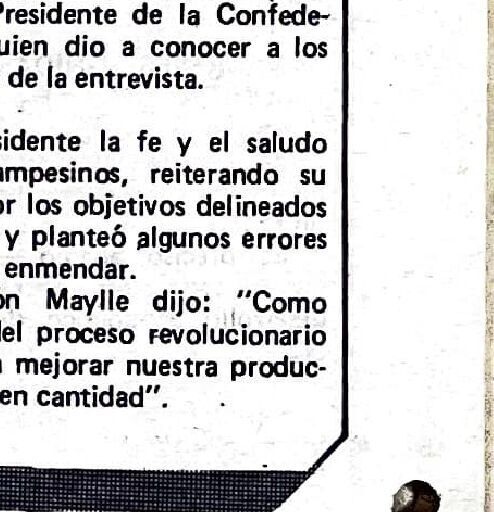 Presidente de la Confede-
uien dio a conocer a los
de la entrevista.
sidente la fe y el saludo
ampesinos, reiterando su
or los objetivos delineados
y planteó algunos errores
enmendar.
on Maylle dijo: "Como
del proceso revolucionario
mejorar nuestra produc-
en cantidad".